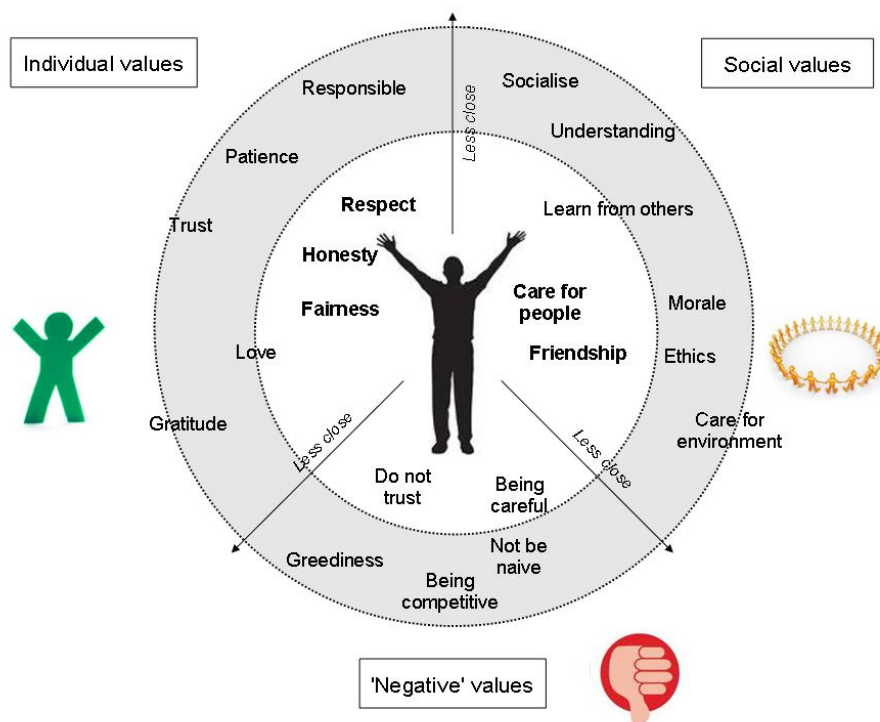 Individual values
Social values
Responsible
Socialise
Less close
Understanding
Patience
Respect
Learn from others
Trust
Honesty
Fairness
Care for
people
Morale
Love
Friendship
Ethics
Gratitude
Care for
environment
Less close
Less close
Do not
trust
Being
careful
Greediness
Not be
naive
Being
competitive
'Negative' values